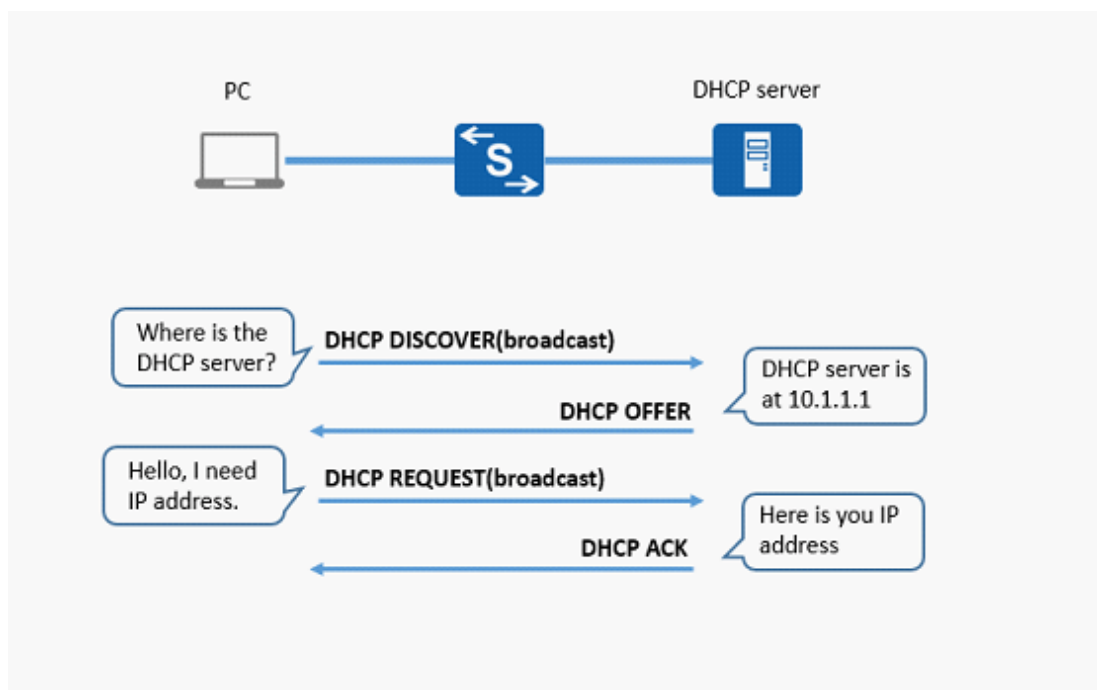 PC
DHCP server
S
Where is the
DHCP server?
DHCP DISCOVER(broadcast)
DHCP server is
at 10.1.1.1
DHCP OFFER
Hello, I need
IP address.
DHCP REQUEST(broadcast)
Here is you IP
address
DHCP ACK